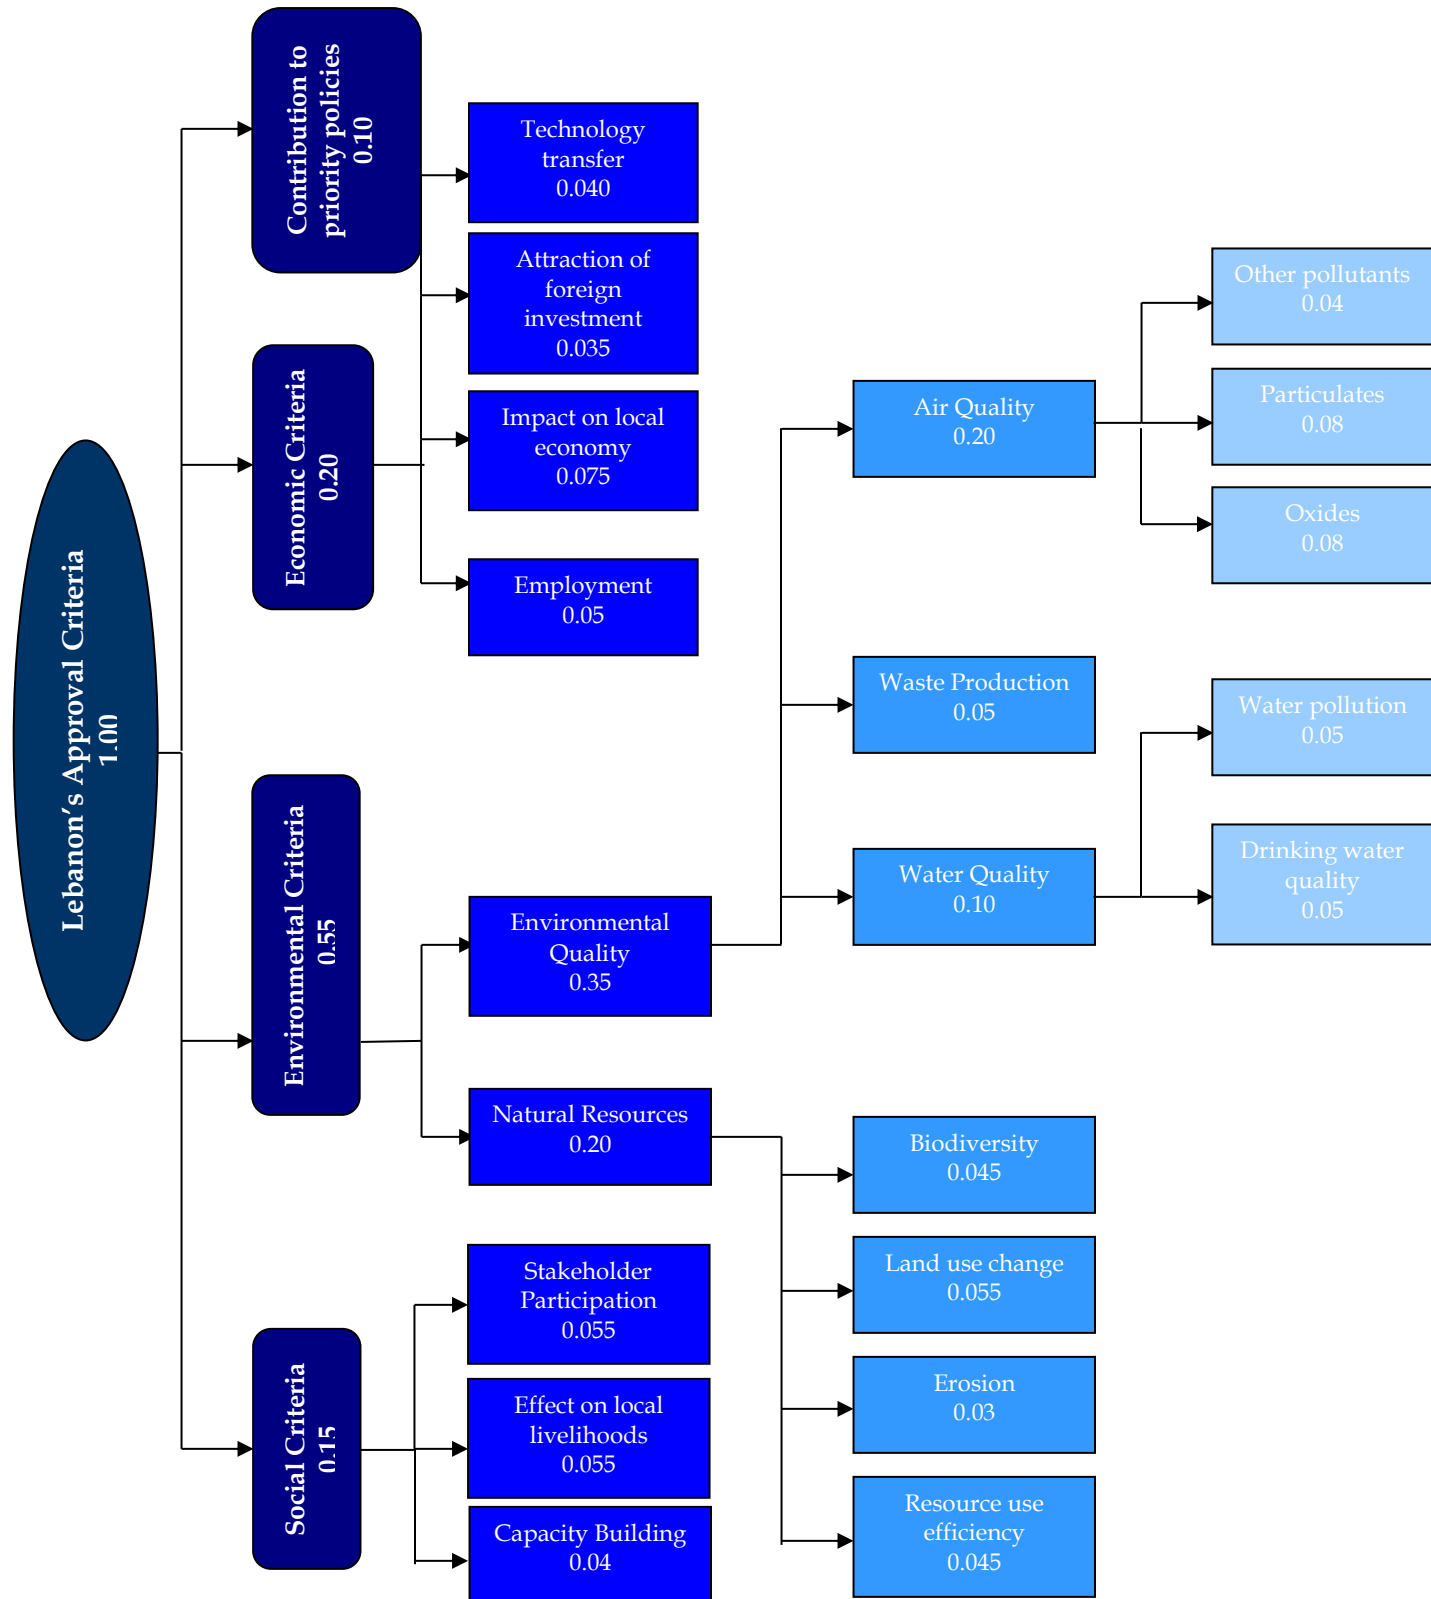 Lebanon's Approval Criteria
1.00
Contribution to
priority policies
0.10
Economic Criteria
0.20
Environmental Criteria
0.55
Social Criteria
0.15
Technology
transfer
0.040
Attraction of
foreign
investment
0.035
Impact on local
economy
0.075
Employment
0.05
Environmental
Quality
0.35
Natural Resources
0.20
Stakeholder
Participation
0.055
Effect on local
livelihoods
0.055
Capacity Building
0.04
Air Quality
0.20
Waste Production
0.05
Water Quality
0.10
Biodiversity
0.045
Land use change
0.055
Erosion
0.03
Resource use
efficiency
0.045
Other pollutants
0.04
Particulates
0.08
Oxides
0.08
Water pollution
0.05
Drinking water
quality
0.05